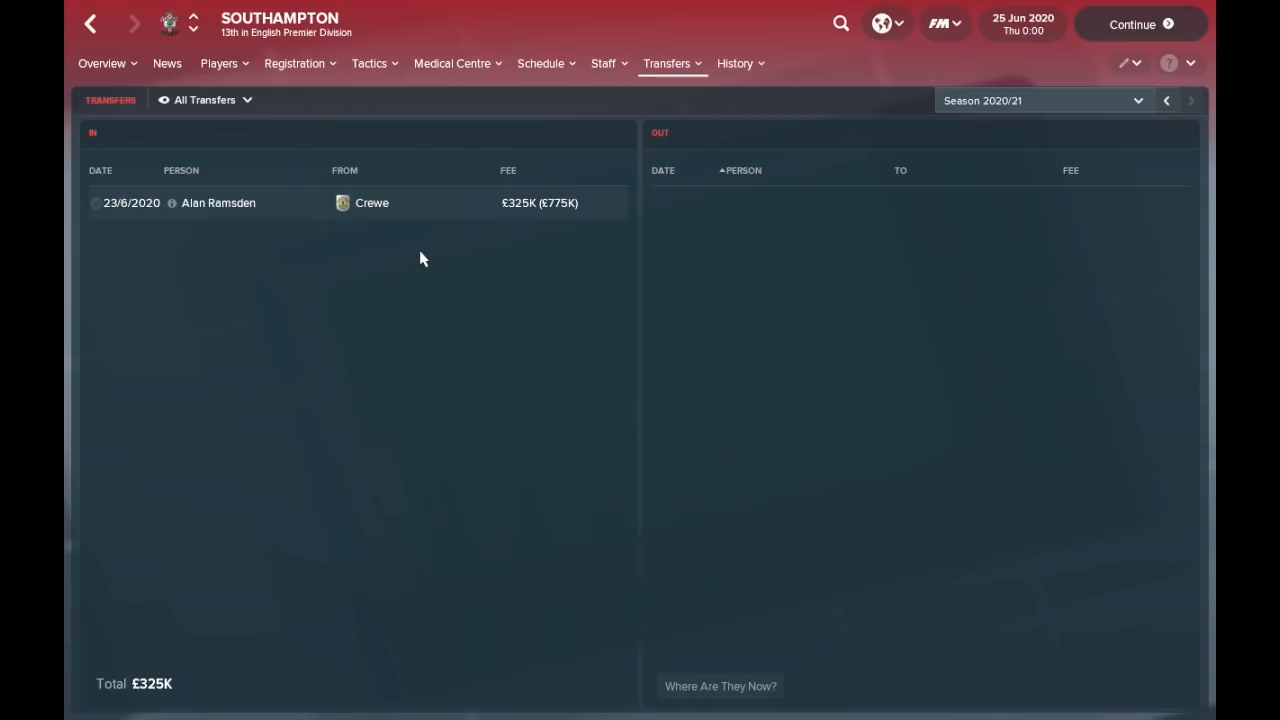 SOUTHAMPTON
13th in English Premier Division
FM
25 Jun 2020
Thu 0:00
Continue
Overview News Players Registration Tactics Medical Centre Schedule Staff Transfers History
TRANSFERS All Transfers Season 2020/21
IN
DATE PERSON FROM FEE
23/6/2020 Alan Ramsden Crewe £325K (£775K)
Total £325K
OUT
DATE PERSON TO FEE
Where Are They Now?